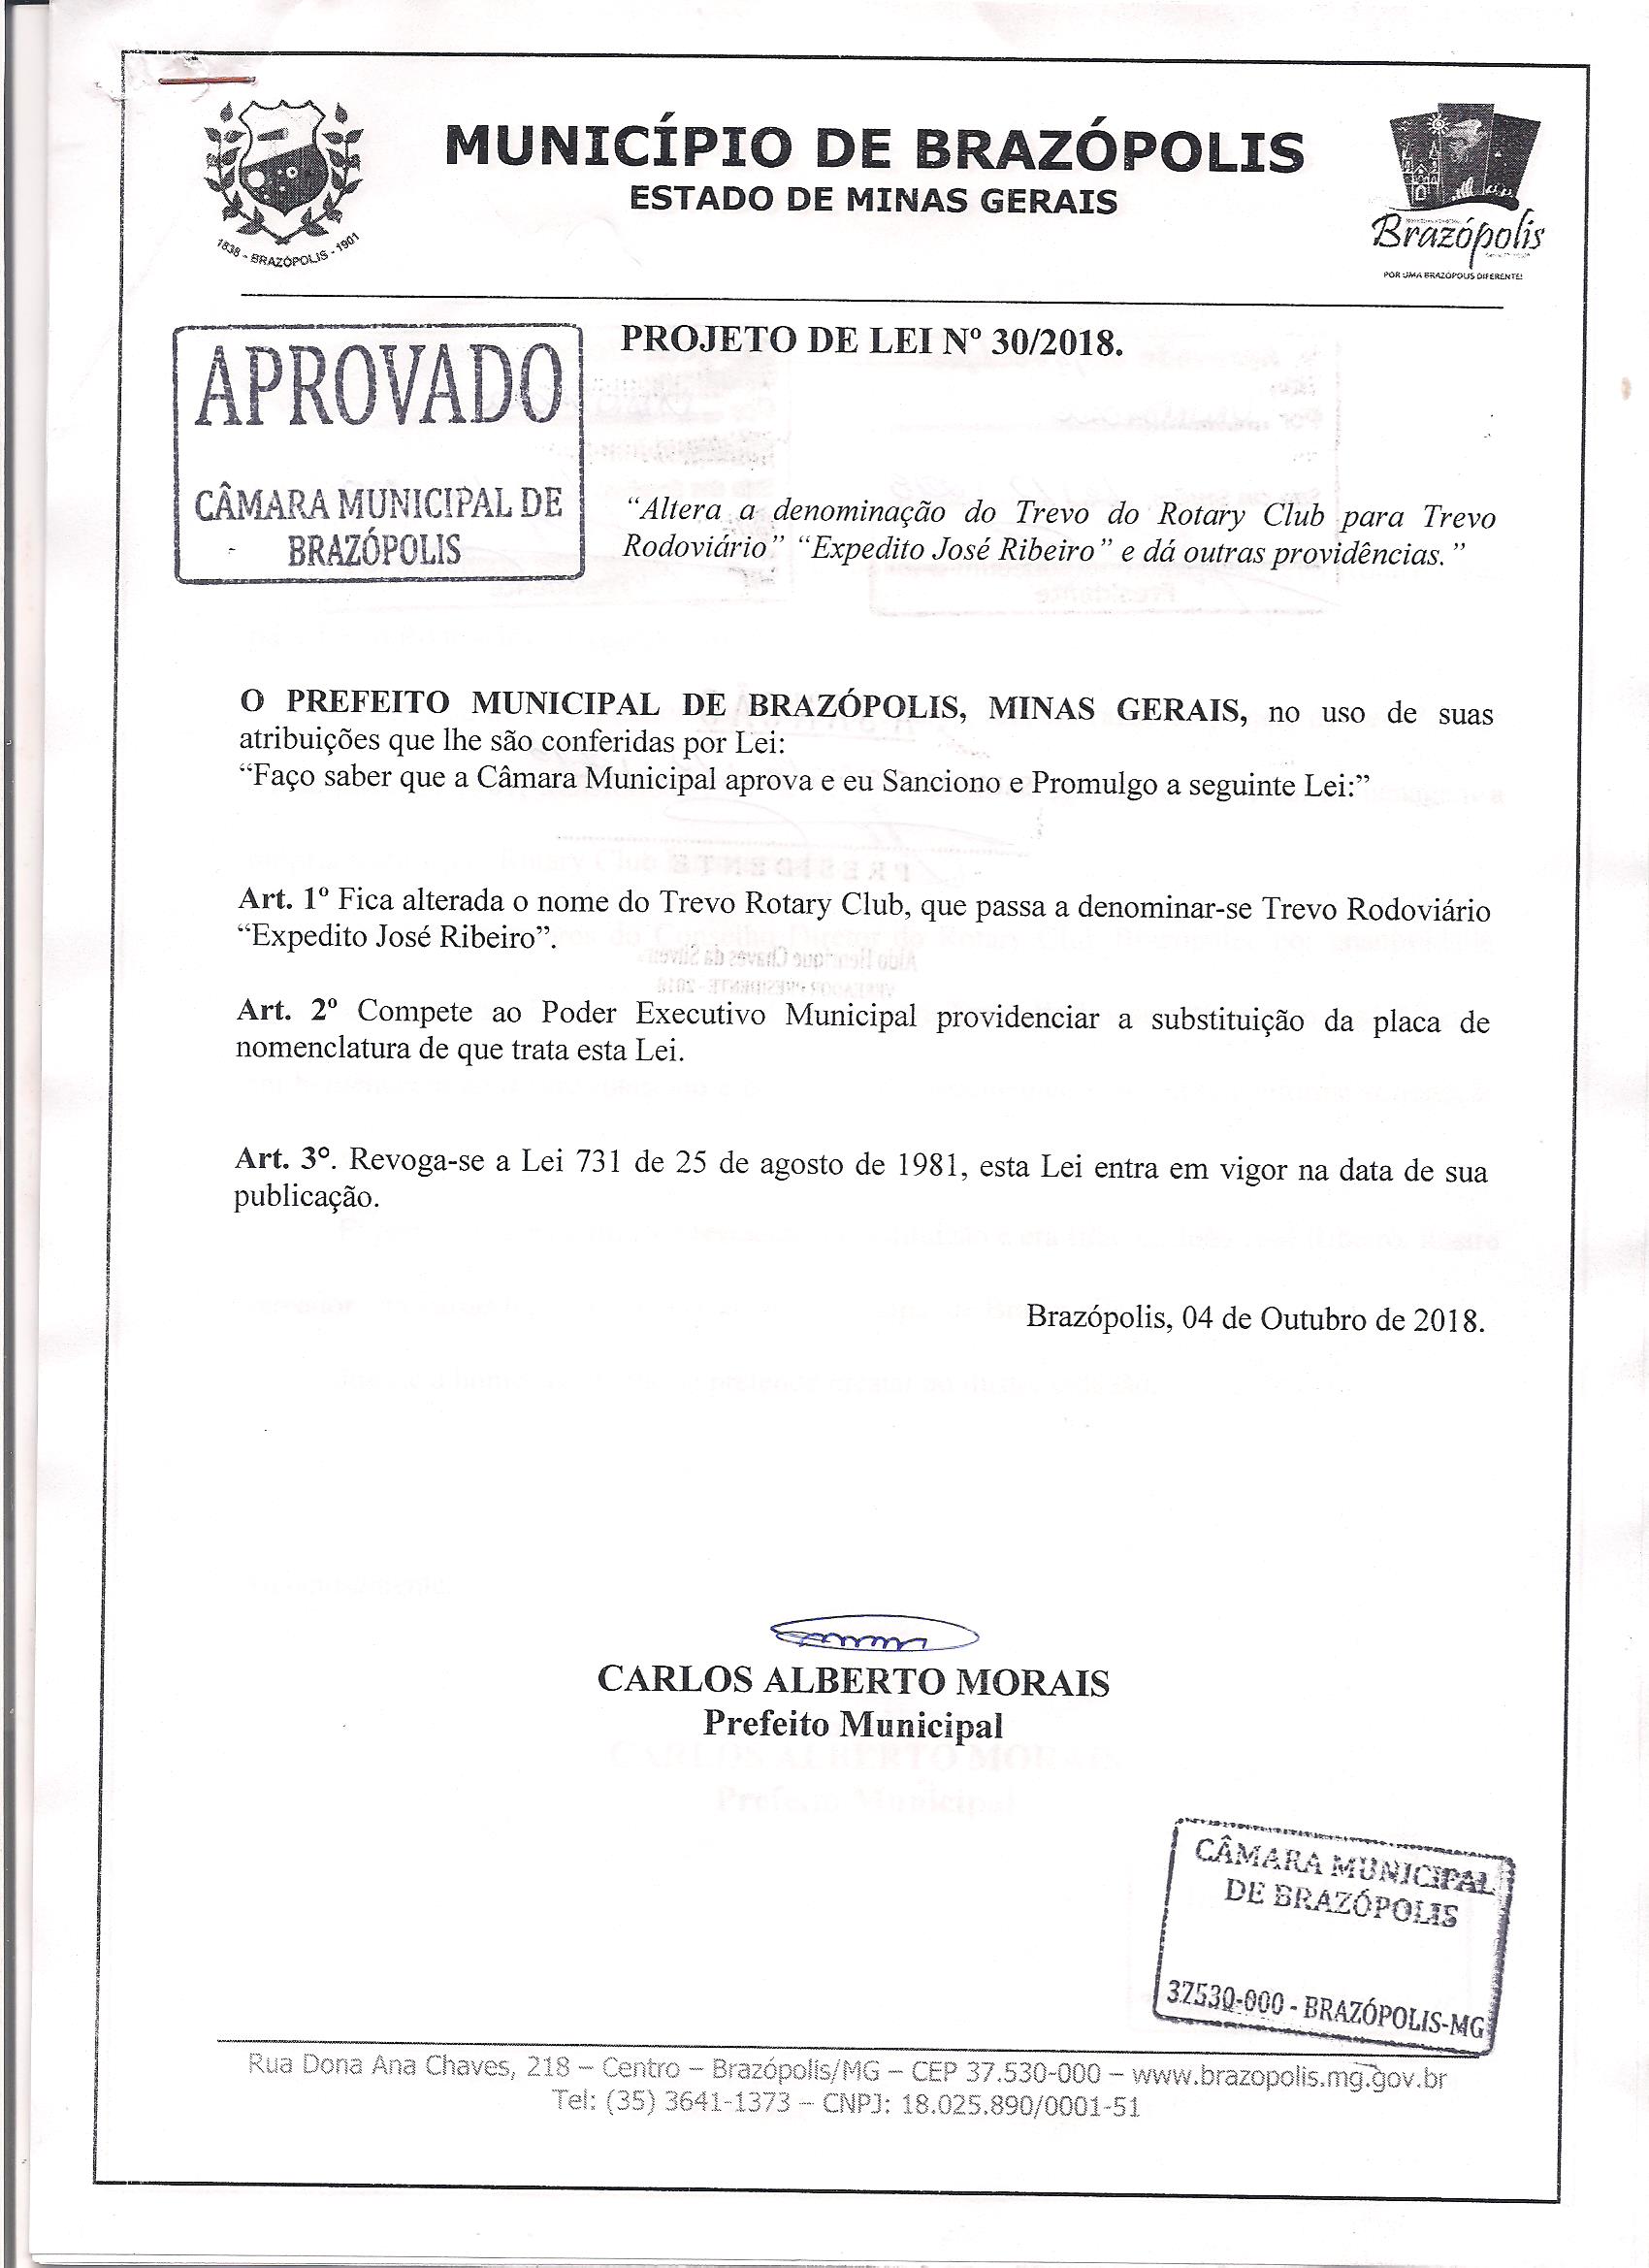 MUNICÍPIO DE BRAZÓPOLIS
ESTADO DE MINAS GERAIS
1838 - BRAZÓPOLIS - 1901
Brazópolis
POR UMA BRAZÓPOLIS DIFERENTE!
PROJETO DE LEI Nº 30/2018.
APROVADO
CÂMARA MUNICIPAL DE
BRAZÓPOLIS
“Altera a denominação do Trevo do Rotary Club para Trevo
Rodoviário” “Expedito José Ribeiro” e dá outras providências.”
O PREFEITO MUNICIPAL DE BRAZÓPOLIS, MINAS GERAIS, no uso de suas
atribuições que lhe são conferidas por Lei:
“Faço saber que a Câmara Municipal aprova e eu Sanciono e Promulgo a seguinte Lei:”
Art. 1º Fica alterada o nome do Trevo Rotary Club, que passa a denominar-se Trevo Rodoviário
“Expedito José Ribeiro”.
Art. 2º Compete ao Poder Executivo Municipal providenciar a substituição da placa de
nomenclatura de que trata esta Lei.
Art. 3°. Revoga-se a Lei 731 de 25 de agosto de 1981, esta Lei entra em vigor na data de sua
publicação.
Brazópolis, 04 de Outubro de 2018.
CARLOS ALBERTO MORAIS
Prefeito Municipal
CÂMARA MUNICIPAL
DE BRAZÓPOLIS
37530-000 - BRAZÓPOLIS-MG
Rua Dona Ana Chaves, 218 – Centro – Brazópolis/MG – CEP 37.530-000 – www.brazopolis.mg.gov.br
Tel: (35) 3641-1373 – CNPJ: 18.025.890/0001-51